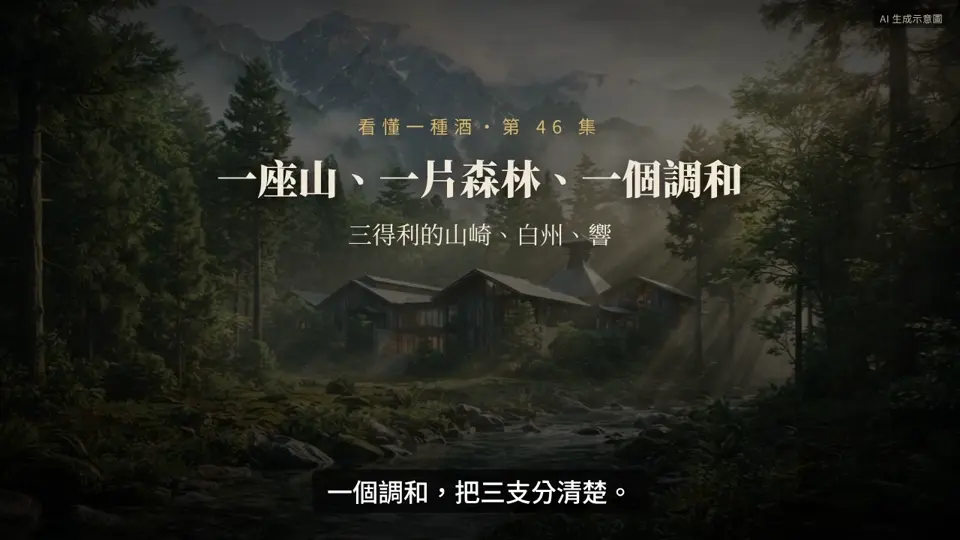 AI 生成示意圖
看懂一種酒・第 46 集
一座山、一片森林、一個調和
三得利的山崎、白州、響
一個調和，把三支分清楚。